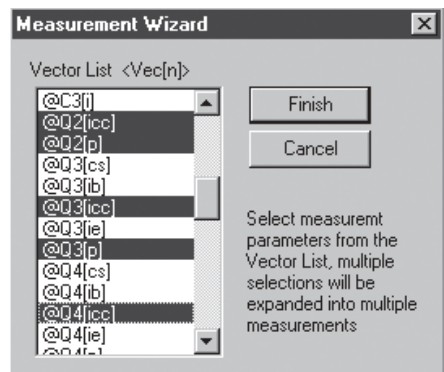 Measurement Wizard
Vector List <Vec[n]>
@C3[i]
@Q2[icc]
@Q2[p]
@Q3[cs]
@Q3[ib]
@Q3[icc]
@Q3[ie]
@Q3[p]
@Q4[cs]
@Q4[ib]
@Q4[icc]
@Q4[ie]
Finish
Cancel
Select measuremt
parameters from the
Vector List, multiple
selections will be
expanded into multiple
measurements